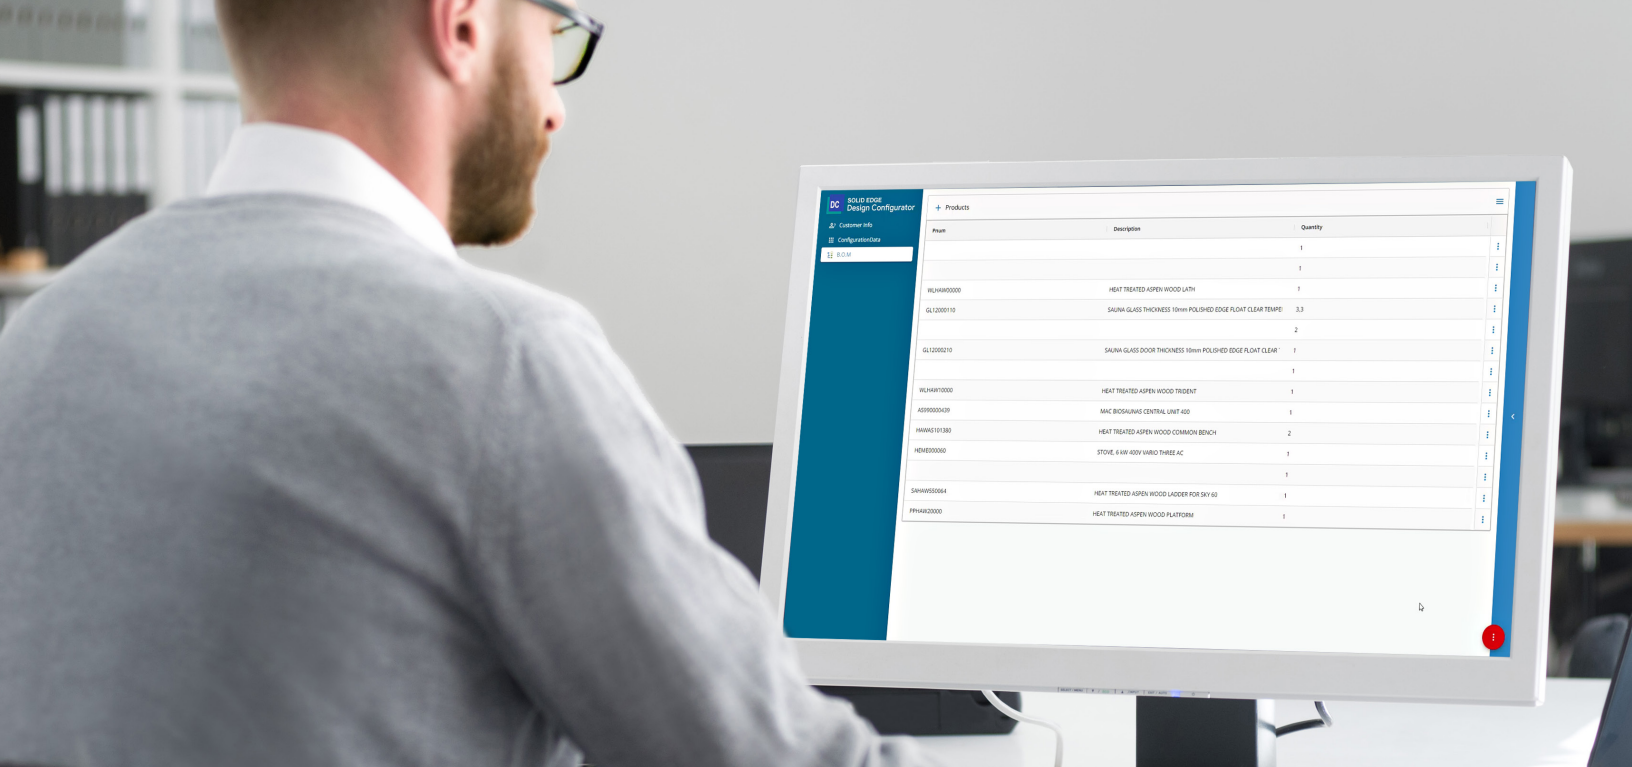 DC SOLID EDGE
Design Configurator
Customer Info
ConfigurationData
B.O.M
+ Products
Pnum Description Quantity
1
1
WLHAW00000 HEAT TREATED ASPEN WOOD LATH 1
GL12000110 SAUNA GLASS THICKNESS 10mm POLISHED EDGE FLOAT CLEAR TEMPE 3,3
2
GL12000210 SAUNA GLASS DOOR THICKNESS 10mm POLISHED EDGE FLOAT CLEAR 1
1
WLHAW10000 HEAT TREATED ASPEN WOOD TRIDENT 1
AS990000439 MAC BIOSAUNAS CENTRAL UNIT 400 1
HAWAS101380 HEAT TREATED ASPEN WOOD COMMON BENCH 2
HEME000060 STOVE, 6 kW 400V VARIO THREE AC 1
1
SAHAWS50064 HEAT TREATED ASPEN WOOD LADDER FOR SKY 60 1
PPHAW20000 HEAT TREATED ASPEN WOOD PLATFORM 1